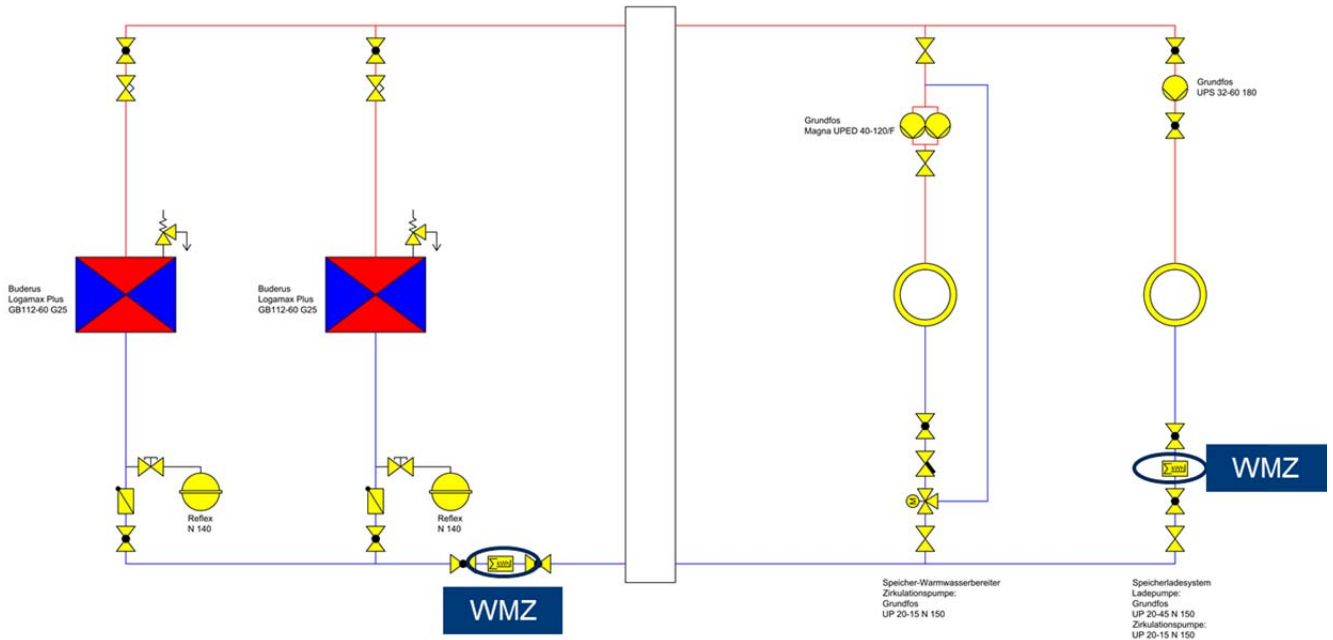 Grundfos
UPS 32-60 180
Grundfos
Magna UPED 40-120/F
Buderus
Logamax Plus
GB112-60 G25
Buderus
Logamax Plus
GB112-60 G25
M
Σ kWh
WMZ
Reflex
N 140
Reflex
N 140
Σ kWh
WMZ
Speicher-Warmwasserbereiter
Zirkulationspumpe:
Grundfos
UP 20-15 N 150
Speicherladesystem
Ladepumpe:
Grundfos
UP 20-45 N 150
Zirkulationspumpe:
UP 20-15 N 150